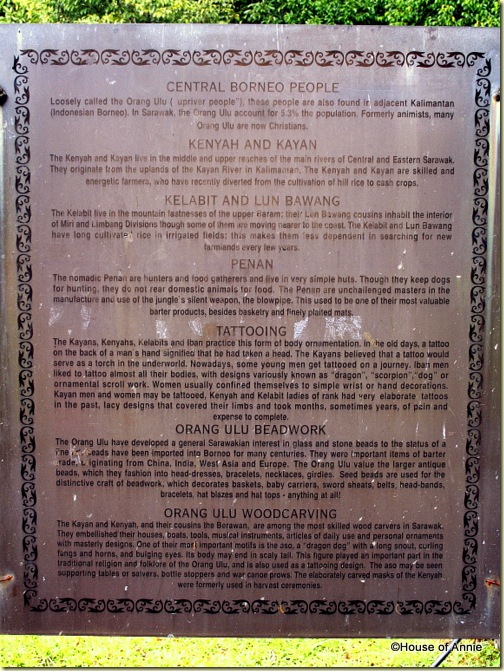 CENTRAL BORNEO PEOPLE
Loosely called the Orang Ulu ( upriver people"), these people are also found in adjacent Kalimantan
(Indonesian Borneo). In Sarawak, the Orang Ulu account for 5.3% the population. Formerly animists, many
Orang Ulu are now Christians.
KENYAH AND KAYAN
The Kenyah and Kayan live in the middle and upper reaches of the main rivers of Central and Eastern Sarawak.
They originate from the uplands of the Kayan River in Kalimantan. The Kenyah and Kayan are skilled and
energetic farmers, who have recently diverted from the cultivation of hill rice to cash crops.
KELABIT AND LUN BAWANG
The Kelabit live in the mountain fastnesses of the upper Baram; their Lun Bawang cousins inhabit the interior
of Miri and Limbang Divisions though some of them are moving nearer to the coast. The Kelabit and Lun Bawang
have long cultivated rice in irrigated fields; this makes them less dependent in searching for new
farmlands every few years.
PENAN
The nomadic Penan are hunters and food gatherers and live in very simple huts. Though they keep dogs
for hunting, they do not rear domestic animals for food. The Penan are unchallenged masters in the
manufacture and use of the jungle's silent weapon, the blowpipe. This used to be one of their most valuable
barter products, besides basketry and finely plaited mats.
TATTOOING
The Kayans, Kenyahs, Kelabits and Iban practice this form of body ornamentation. In the old days, a tattoo
on the back of a man's hand signified that he had taken a head. The Kayans believed that a tattoo would
serve as a torch in the underworld. Nowadays, some young men get tattooed on a journey. Iban men
liked to tattoo almost all their bodies, with designs variously known as "dragon", "scorpion","dog" or
ornamental scroll work. Women usually confined themselves to simple wrist or hand decorations.
Kayan men and women may be tattooed, Kenyah and Kelabit ladies of rank had very elaborate tattoos
in the past, lacy designs that covered their limbs and took months, sometimes years, of pain and
expense to complete.
ORANG ULU BEADWORK
The Orang Ulu have developed a general Sarawakian interest in glass and stone beads to the status of a
fine beads have been imported into Borneo for many centuries. They were important items of barter
trade, originating from China, India, West Asia and Europe. The Orang Ulu value the larger antique
beads, which they fashion into head-dresses, bracelets, necklaces, girdles. Seed beads are used for the
distinctive craft of beadwork, which decorates baskets, baby carriers, sword sheats, belts, head-bands,
bracelets, hat blazes and hat tops - anything at all!
ORANG ULU WOODCARVING
The Kayan and Kenyah, and their cousins the Berawan, are among the most skilled wood carvers in Sarawak.
They embellished their houses, boats, tools, musical instruments, articles of daily use and personal ornaments
with masterly designs. One of their most important motifs is the aso, a "dragon dog" with a long snout, curling
fangs and horns, and bulging eyes. Its body may end in scaly tail. This figure played an important part in the
traditional religion and folklore of the Orang Ulu, and is also used as a tattooing design. The aso may be seen
supporting tables or salvers, bottle stoppers and war canoe prows. The elaborately carved masks of the Kenyah
were formerly used in harvest ceremonies.
©House of Annie